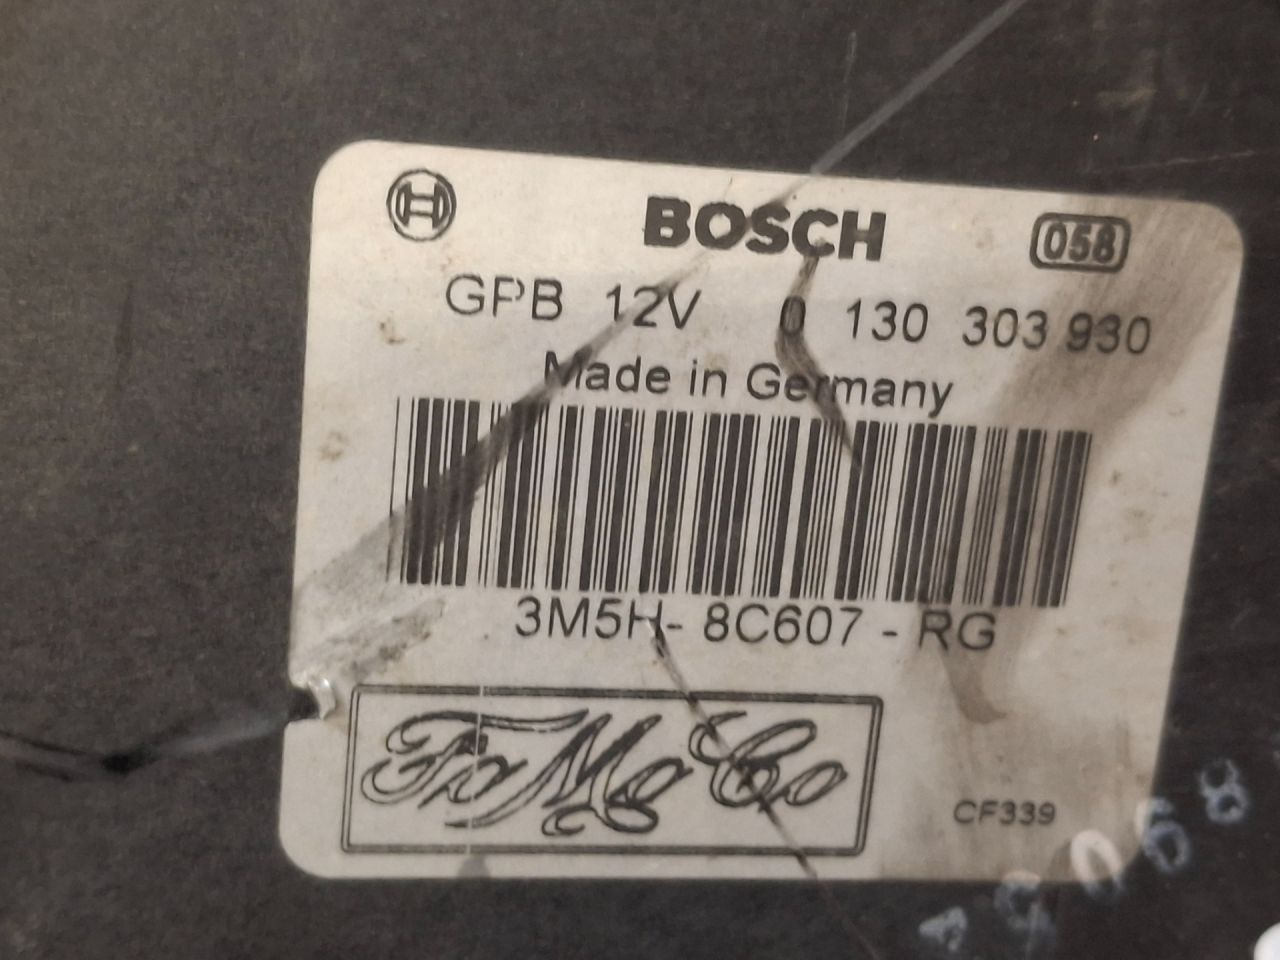 BOSCH 058
GPB 12V 0 130 303 930
Made in Germany
3M5H- 8C607 - RG
FoMoCo
CF339